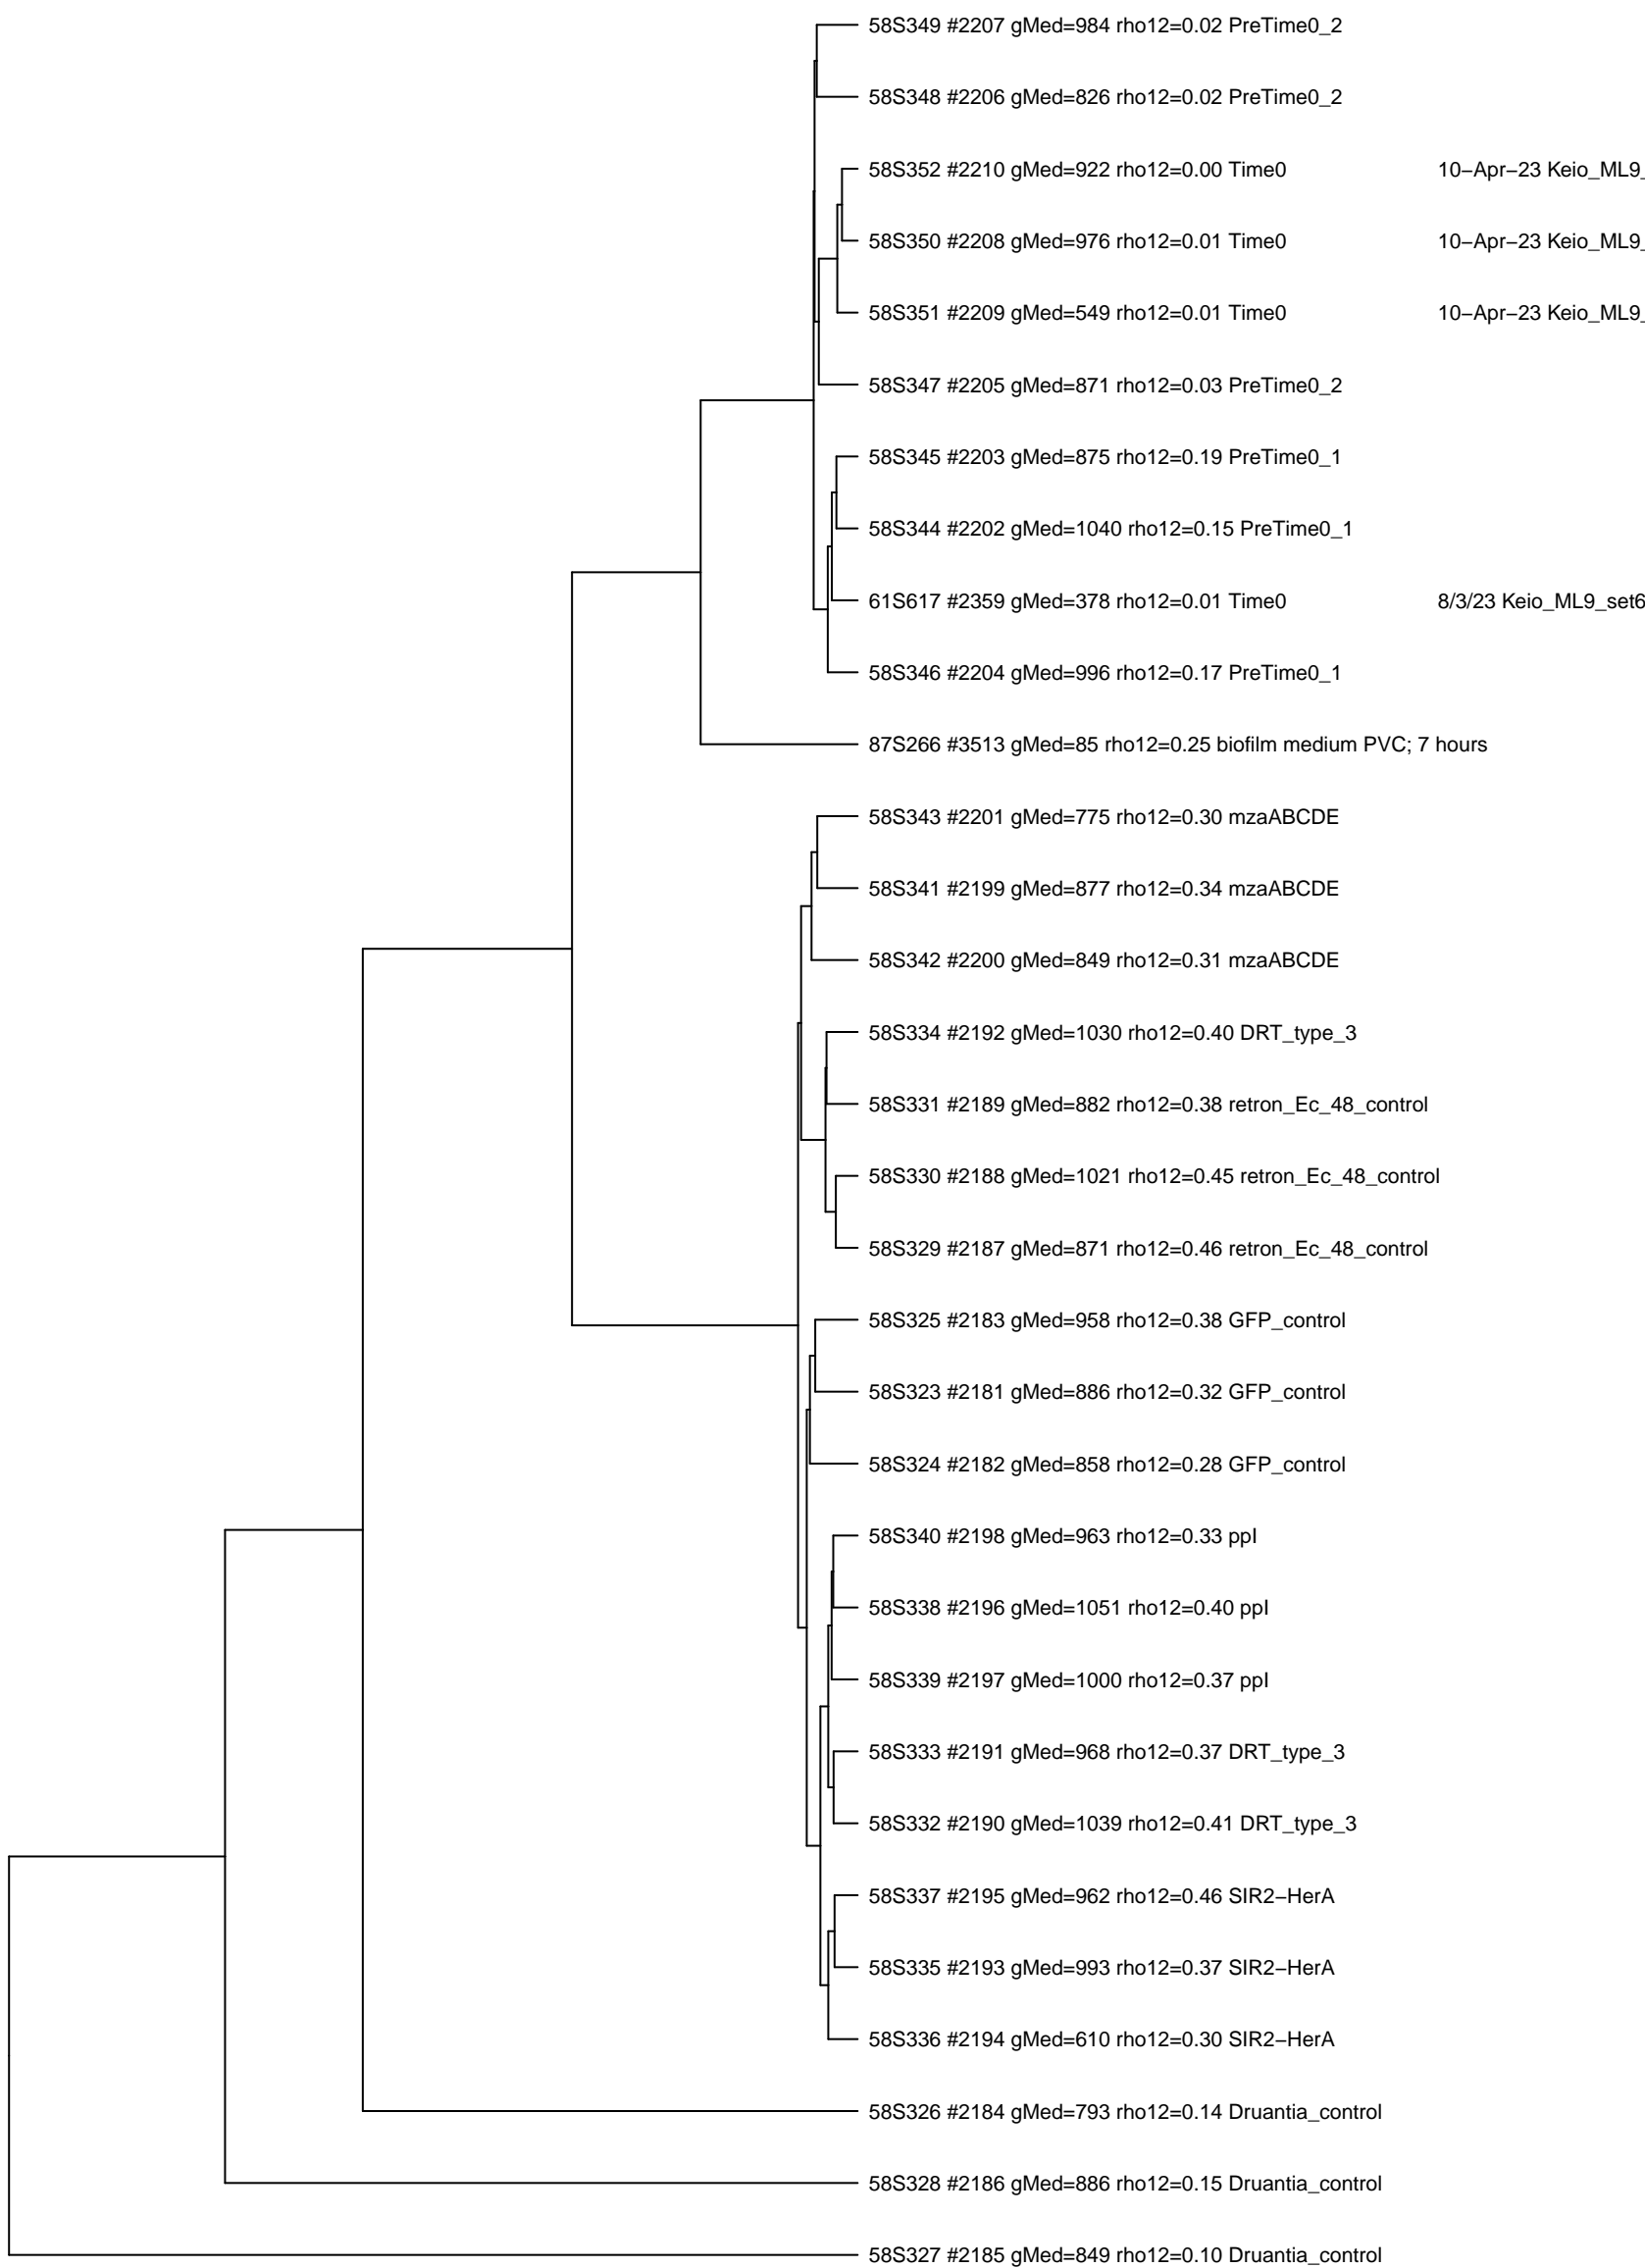 58S349 #2207 gMed=984 rho12=0.02 PreTime0_2
58S348 #2206 gMed=826 rho12=0.02 PreTime0_2
58S352 #2210 gMed=922 rho12=0.00 Time0 10−Apr−23 Keio_ML9_
58S350 #2208 gMed=976 rho12=0.01 Time0 10−Apr−23 Keio_ML9_
58S351 #2209 gMed=549 rho12=0.01 Time0 10−Apr−23 Keio_ML9_
58S347 #2205 gMed=871 rho12=0.03 PreTime0_2
58S345 #2203 gMed=875 rho12=0.19 PreTime0_1
58S344 #2202 gMed=1040 rho12=0.15 PreTime0_1
61S617 #2359 gMed=378 rho12=0.01 Time0 8/3/23 Keio_ML9_set6
58S346 #2204 gMed=996 rho12=0.17 PreTime0_1
87S266 #3513 gMed=85 rho12=0.25 biofilm medium PVC; 7 hours
58S343 #2201 gMed=775 rho12=0.30 mzaABCDE
58S341 #2199 gMed=877 rho12=0.34 mzaABCDE
58S342 #2200 gMed=849 rho12=0.31 mzaABCDE
58S334 #2192 gMed=1030 rho12=0.40 DRT_type_3
58S331 #2189 gMed=882 rho12=0.38 retron_Ec_48_control
58S330 #2188 gMed=1021 rho12=0.45 retron_Ec_48_control
58S329 #2187 gMed=871 rho12=0.46 retron_Ec_48_control
58S325 #2183 gMed=958 rho12=0.38 GFP_control
58S323 #2181 gMed=886 rho12=0.32 GFP_control
58S324 #2182 gMed=858 rho12=0.28 GFP_control
58S340 #2198 gMed=963 rho12=0.33 ppl
58S338 #2196 gMed=1051 rho12=0.40 ppl
58S339 #2197 gMed=1000 rho12=0.37 ppl
58S333 #2191 gMed=968 rho12=0.37 DRT_type_3
58S332 #2190 gMed=1039 rho12=0.41 DRT_type_3
58S337 #2195 gMed=962 rho12=0.46 SIR2−HerA
58S335 #2193 gMed=993 rho12=0.37 SIR2−HerA
58S336 #2194 gMed=610 rho12=0.30 SIR2−HerA
58S326 #2184 gMed=793 rho12=0.14 Druantia_control
58S328 #2186 gMed=886 rho12=0.15 Druantia_control
58S327 #2185 gMed=849 rho12=0.10 Druantia_control